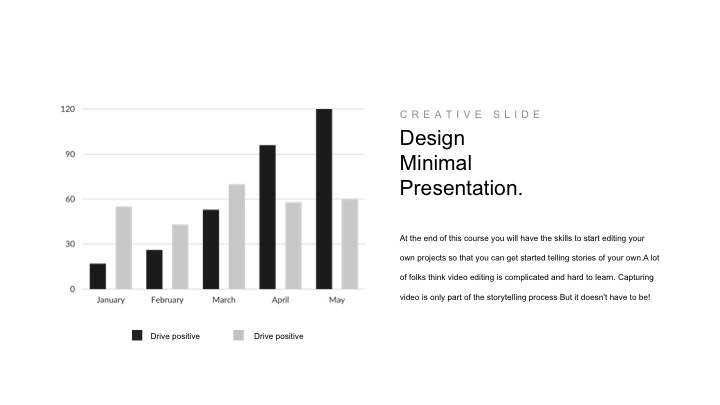 120
90
60
30
0
January February March April May
Drive positive Drive positive
CREATIVE SLIDE
Design
Minimal
Presentation.
At the end of this course you will have the skills to start editing your
own projects so that you can get started telling stories of your own.A lot
of folks think video editing is complicated and hard to learn. Capturing
video is only part of the storytelling process But it doesn't have to be!